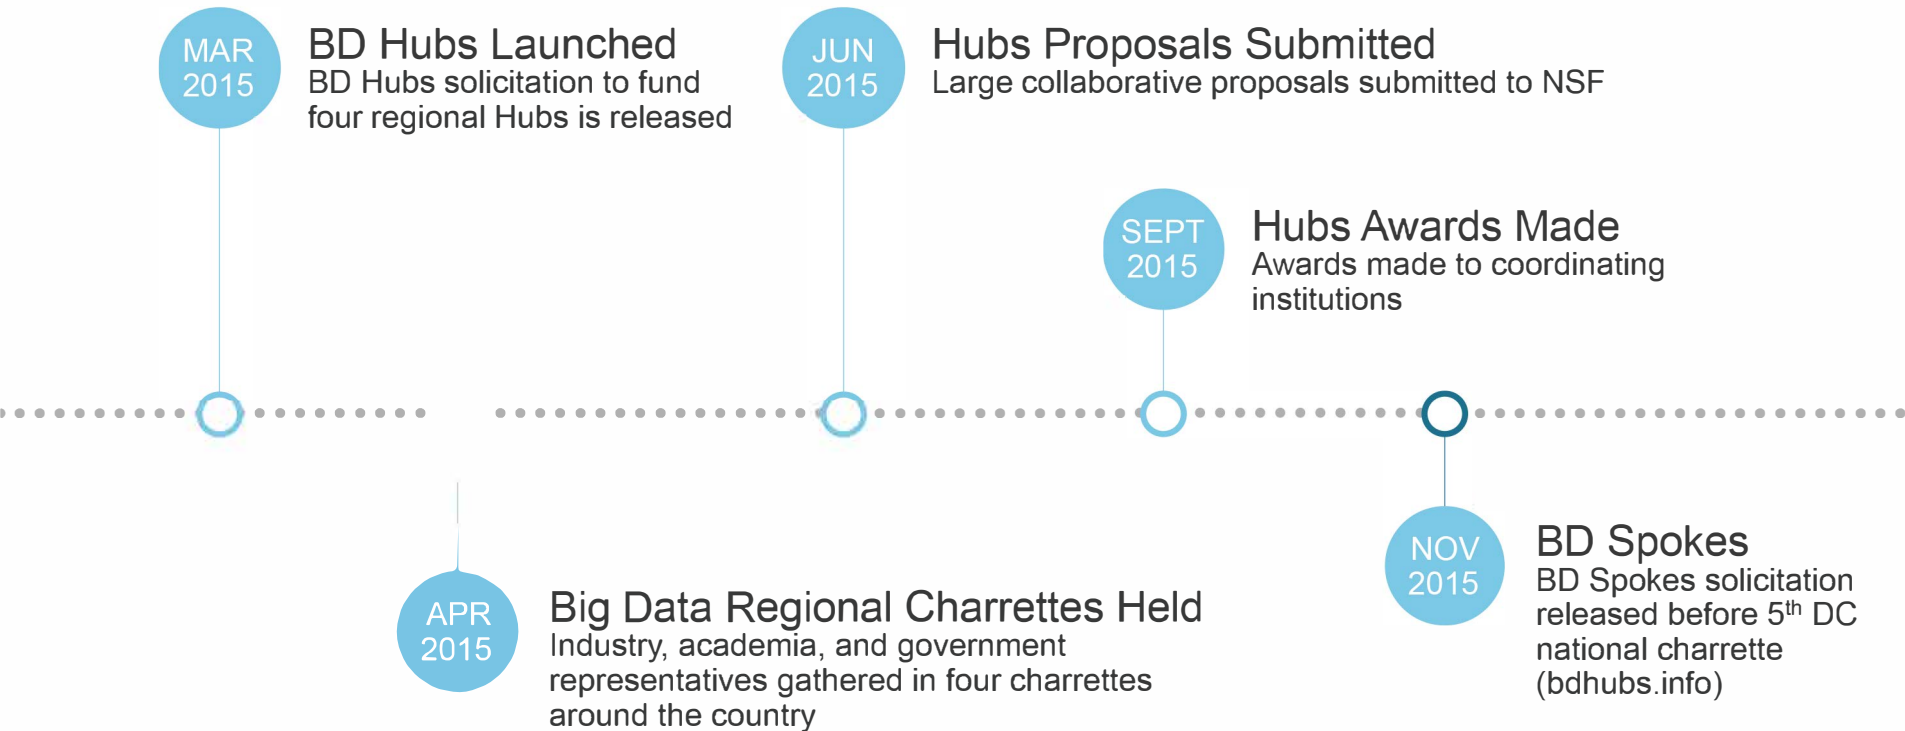 MAR
2015
BD Hubs Launched
BD Hubs solicitation to fund
four regional Hubs is released
JUN
2015
Hubs Proposals Submitted
Large collaborative proposals submitted to NSF
SEPT
2015
Hubs Awards Made
Awards made to coordinating
institutions
APR
2015
Big Data Regional Charrettes Held
Industry, academia, and government
representatives gathered in four charrettes
around the country
NOV
2015
BD Spokes
BD Spokes solicitation
released before 5th DC
national charrette
(bdhubs.info)